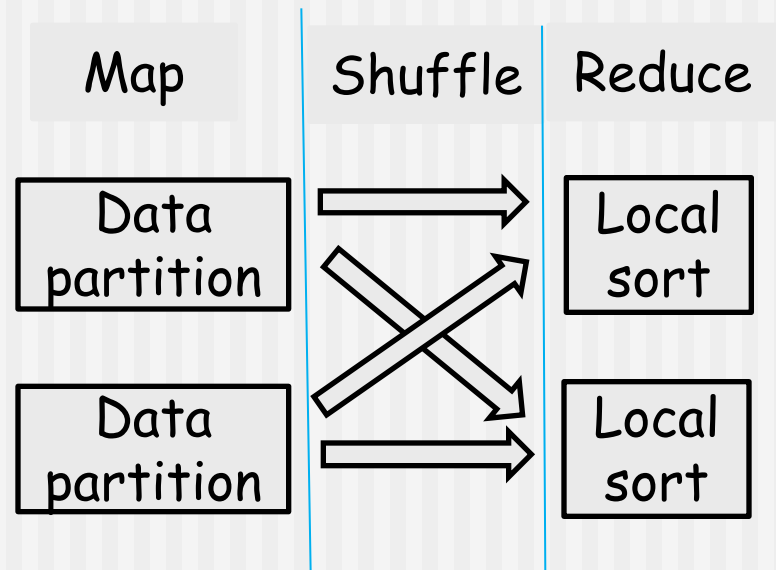 Map
Shuffle
Reduce
Data
partition
Local
sort
Data
partition
Local
sort